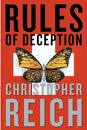 RULES
OF DECEPTION
CHRISTOPHER
REICH